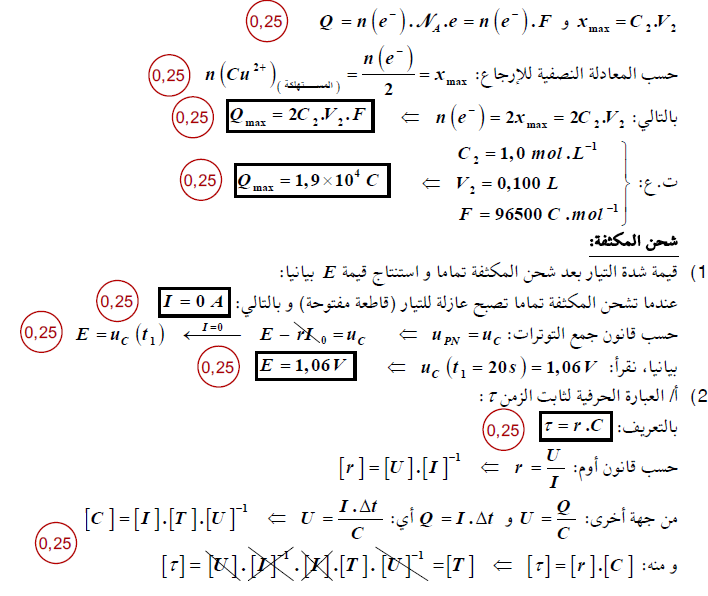 x_max = C₂.V₂ و Q = n(e⁻).N_A.e = n(e⁻).F 0,25
حسب المعادلة النصفية للإرجاع: n(Cu²⁺)(المستهلكة) = n(e⁻)/2 = x_max 0,25
بالتالي: n(e⁻) = 2x_max = 2C₂.V₂ ⇐ Q_max = 2C₂.V₂.F 0,25
ت.ع: C₂ = 1,0 mol.L⁻¹
V₂ = 0,100 L ⇐ Q_max = 1,9×10⁴ C 0,25
F = 96500 C.mol⁻¹
شحن المكثفة:
1) قيمة شدة التيار بعد شحن المكثفة تماما و استنتاج قيمة E بيانيا:
عندما تشحن المكثفة تماما تصبح عازلة للتيار (قاطعة مفتوحة) و بالتالي: I = 0 A 0,25
حسب قانون جمع التوترات: u_PN = u_C ⇐ E − rI 0 = u_C ←(I=0) E = u_C(t₁) 0,25
بيانيا، نقرأ: u_C(t₁ = 20s) = 1,06V ⇐ E = 1,06V 0,25
2) أ/ العبارة الحرفية لثابت الزمن τ :
بالتعريف: τ = r.C 0,25
حسب قانون أوم: r = U/I ⇐ [r] = [U].[I]⁻¹
من جهة أخرى: U = Q/C و Q = I.Δt أي: U = I.Δt/C ⇐ [C] = [I].[T].[U]⁻¹
و منه: [τ] = [r].[C] ⇐ [τ] = [U].[I]⁻¹.[I].[T].[U]⁻¹ = [T] 0,25